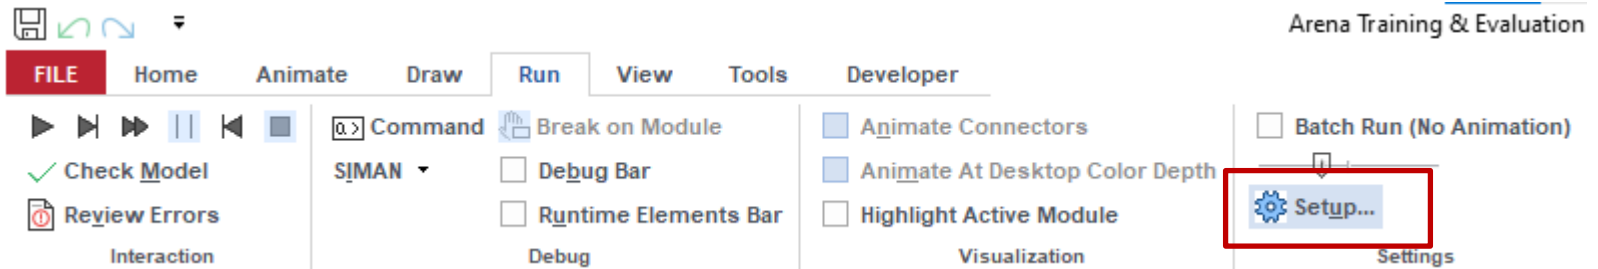 Arena Training & Evaluation
FILE Home Animate Draw Run View Tools Developer
Command Break on Module Animate Connectors Batch Run (No Animation)
Check Model SIMAN Debug Bar Animate At Desktop Color Depth
Review Errors Runtime Elements Bar Highlight Active Module Setup...
Interaction Debug Visualization Settings